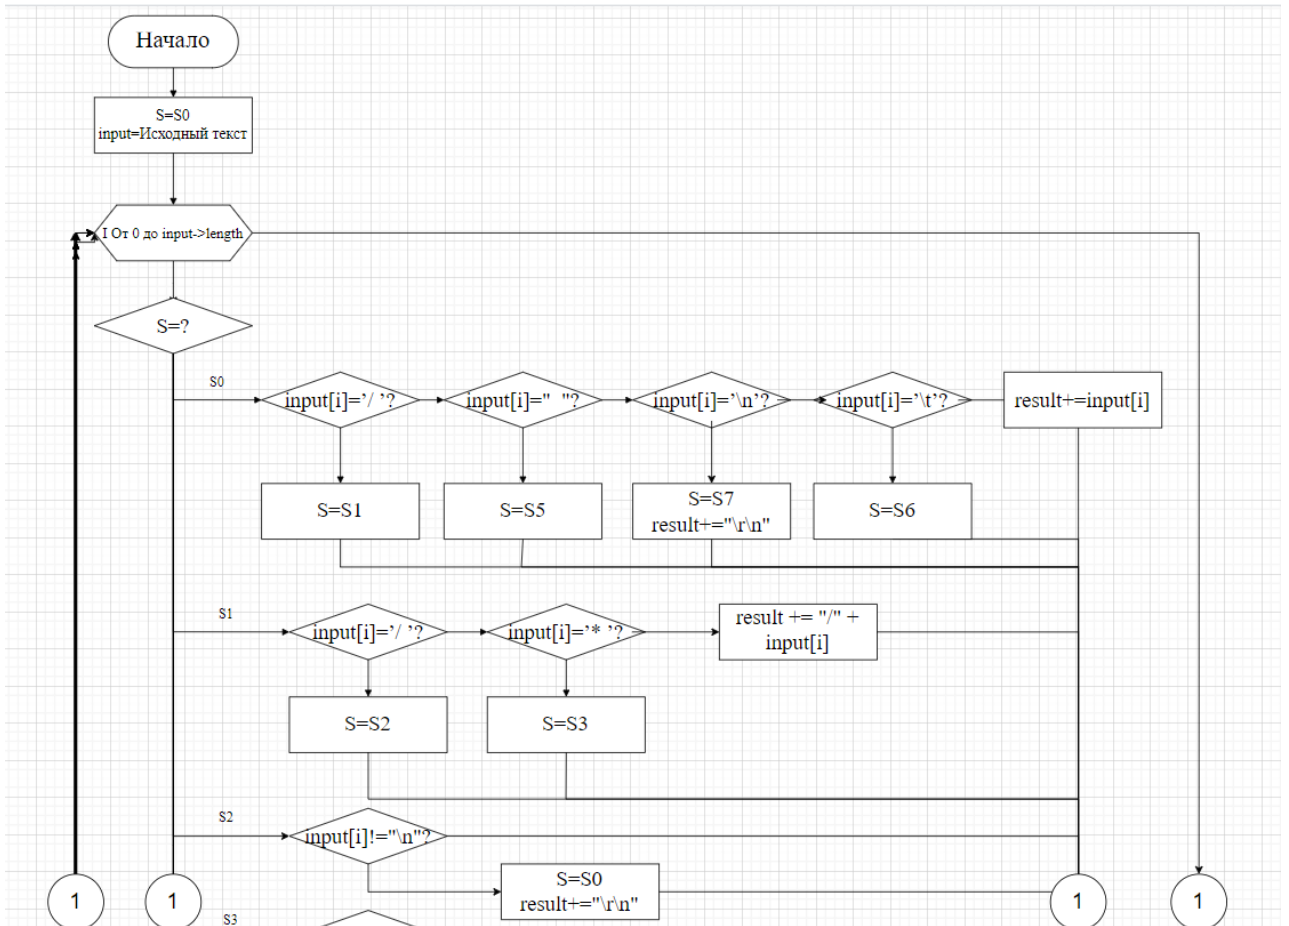 Начало
S=S0
input=Исходный текст
I От 0 до input->length
S=?
S0
input[i]='/ '?
input[i]=" "?
input[i]='\n'?
input[i]='\t'?
result+=input[i]
S=S1
S=S5
S=S7
result+="\r\n"
S=S6
S1
input[i]='/ '?
input[i]='* '?
result += "/" +
input[i]
S=S2
S=S3
S2
input[i]!="\n"?
S=S0
result+="\r\n"
1
1
1
1
S3